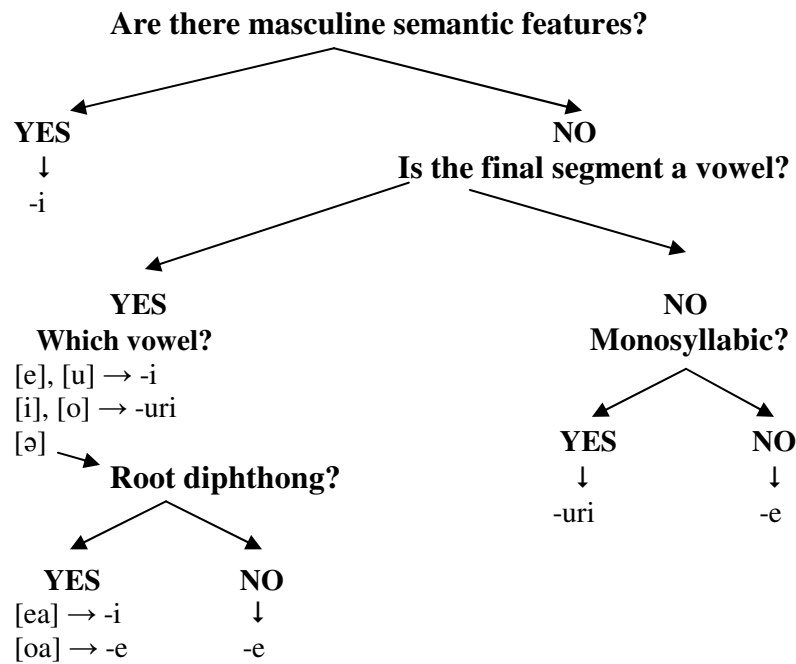 Are there masculine semantic features?
YES NO
↓ Is the final segment a vowel?
-i
YES NO
Which vowel? Monosyllabic?
[e], [u] → -i
[i], [o] → -uri
[ə] YES NO
Root diphthong? ↓ ↓
-uri -e
YES NO
[ea] → -i ↓
[oa] → -e -e